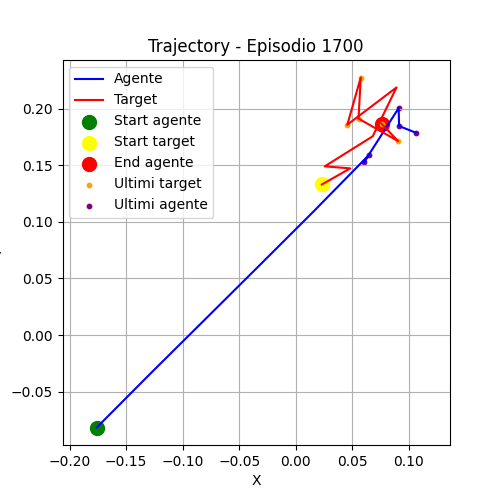 Trajectory - Episodio 1700
Agente
Target
Start agente
Start target
End agente
Ultimi target
Ultimi agente
0.20
0.15
0.10
0.05
0.00
−0.05
−0.20
−0.15
−0.10
−0.05
0.00
0.05
0.10
X